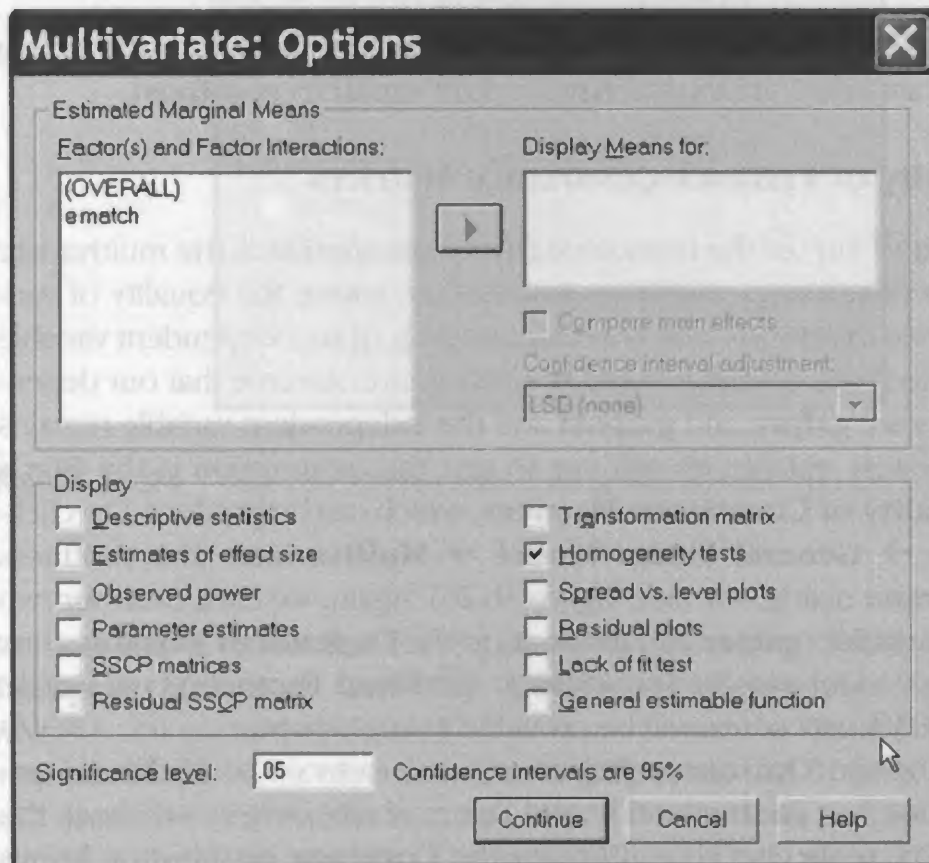 Multivariate: Options
Estimated Marginal Means
Factor(s) and Factor Interactions:
(OVERALL)
ematch
Display Means for:
Compare main effects
Confidence interval adjustment:
LSD (none)
Display
Descriptive statistics
Estimates of effect size
Observed power
Parameter estimates
SSCP matrices
Residual SSCP matrix
Transformation matrix
Homogeneity tests
Spread vs. level plots
Residual plots
Lack of fit test
General estimable function
Significance level: .05 Confidence intervals are 95%
Continue Cancel Help